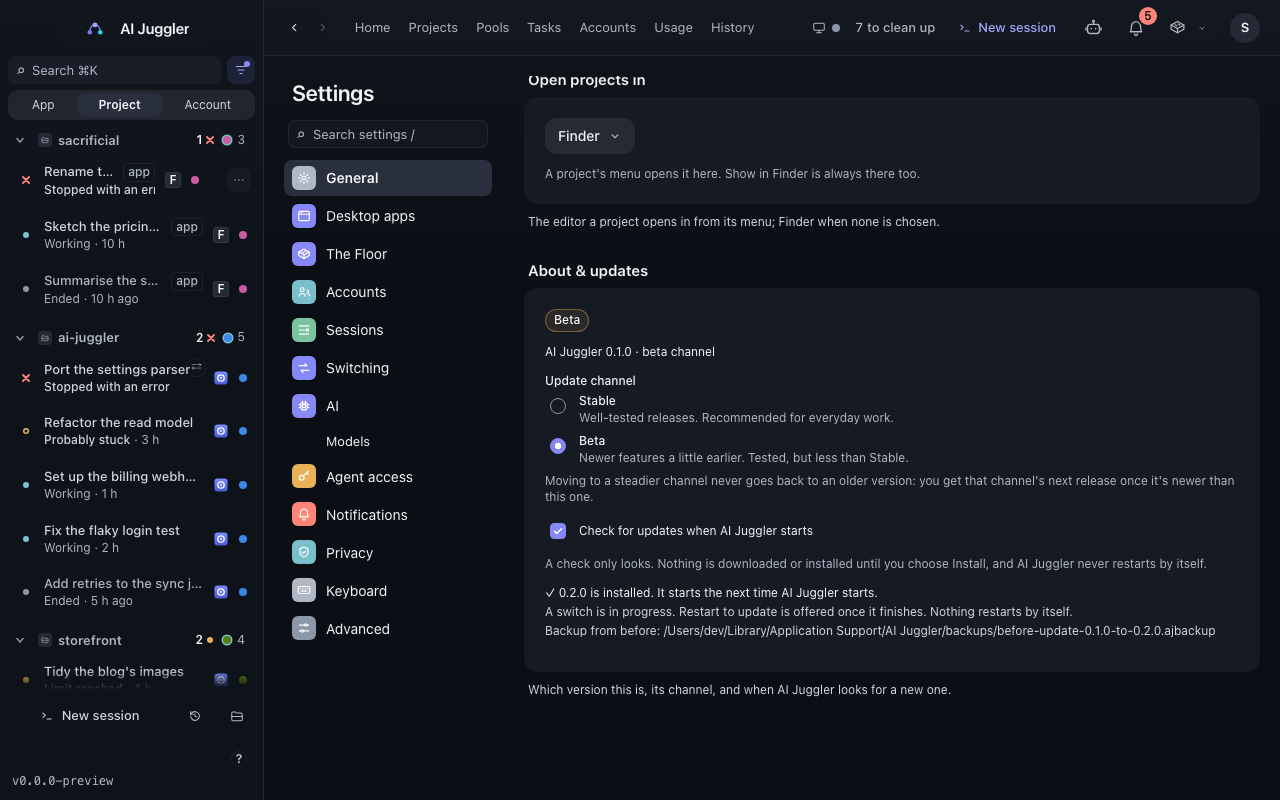 AI Juggler
Search ⌘K
App Project Account
sacrificial 1 3
Rename t... app F
Stopped with an err
Sketch the pricin... app F
Working · 10 h
Summarise the s... app F
Ended · 10 h ago
ai-juggler 2 5
Port the settings parser
Stopped with an error
Refactor the read model
Probably stuck · 3 h
Set up the billing webh...
Working · 1 h
Fix the flaky login test
Working · 2 h
Add retries to the sync j...
Ended · 5 h ago
storefront 2 4
Tidy the blog's images
New session
?
v0.0.0-preview
Home Projects Pools Tasks Accounts Usage History
7 to clean up
New session
5
S
Settings
Search settings /
General
Desktop apps
The Floor
Accounts
Sessions
Switching
AI
Models
Agent access
Notifications
Privacy
Keyboard
Advanced
Open projects in
Finder
A project's menu opens it here. Show in Finder is always there too.
The editor a project opens in from its menu; Finder when none is chosen.
About & updates
Beta
AI Juggler 0.1.0 · beta channel
Update channel
Stable
Well-tested releases. Recommended for everyday work.
Beta
Newer features a little earlier. Tested, but less than Stable.
Moving to a steadier channel never goes back to an older version: you get that channel's next release once it's newer than
this one.
Check for updates when AI Juggler starts
A check only looks. Nothing is downloaded or installed until you choose Install, and AI Juggler never restarts by itself.
✓ 0.2.0 is installed. It starts the next time AI Juggler starts.
A switch is in progress. Restart to update is offered once it finishes. Nothing restarts by itself.
Backup from before: /Users/dev/Library/Application Support/AI Juggler/backups/before-update-0.1.0-to-0.2.0.ajbackup
Which version this is, its channel, and when AI Juggler looks for a new one.